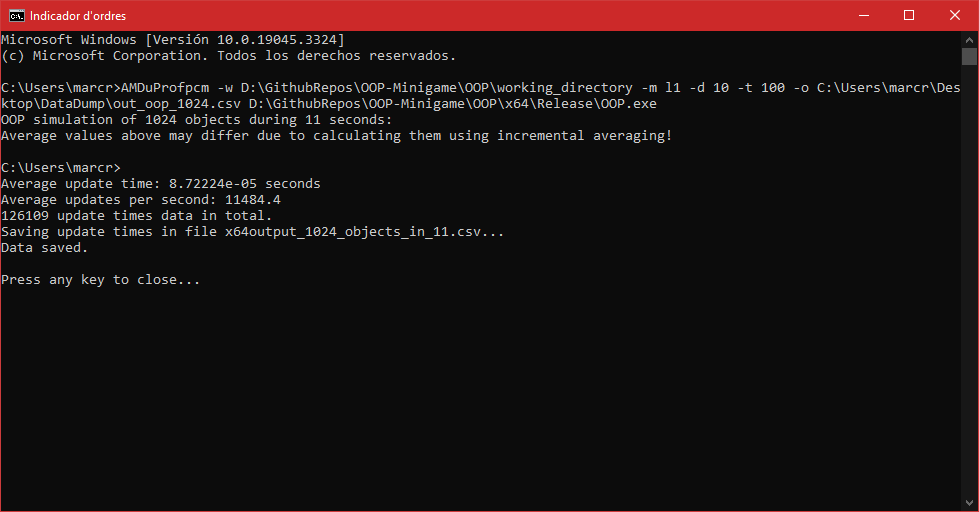 Indicador d'ordres
Microsoft Windows [Versión 10.0.19045.3324]
(c) Microsoft Corporation. Todos los derechos reservados.
C:\Users\marcr>AMDuProfpcm -w D:\GithubRepos\OOP-Minigame\OOP\working_directory -m l1 -d 10 -t 100 -o C:\Users\marcr\Des
ktop\DataDump\out_oop_1024.csv D:\GithubRepos\OOP-Minigame\OOP\x64\Release\OOP.exe
OOP simulation of 1024 objects during 11 seconds:
Average values above may differ due to calculating them using incremental averaging!
C:\Users\marcr>
Average update time: 8.72224e-05 seconds
Average updates per second: 11484.4
126109 update times data in total.
Saving update times in file x64output_1024_objects_in_11.csv...
Data saved.
Press any key to close...